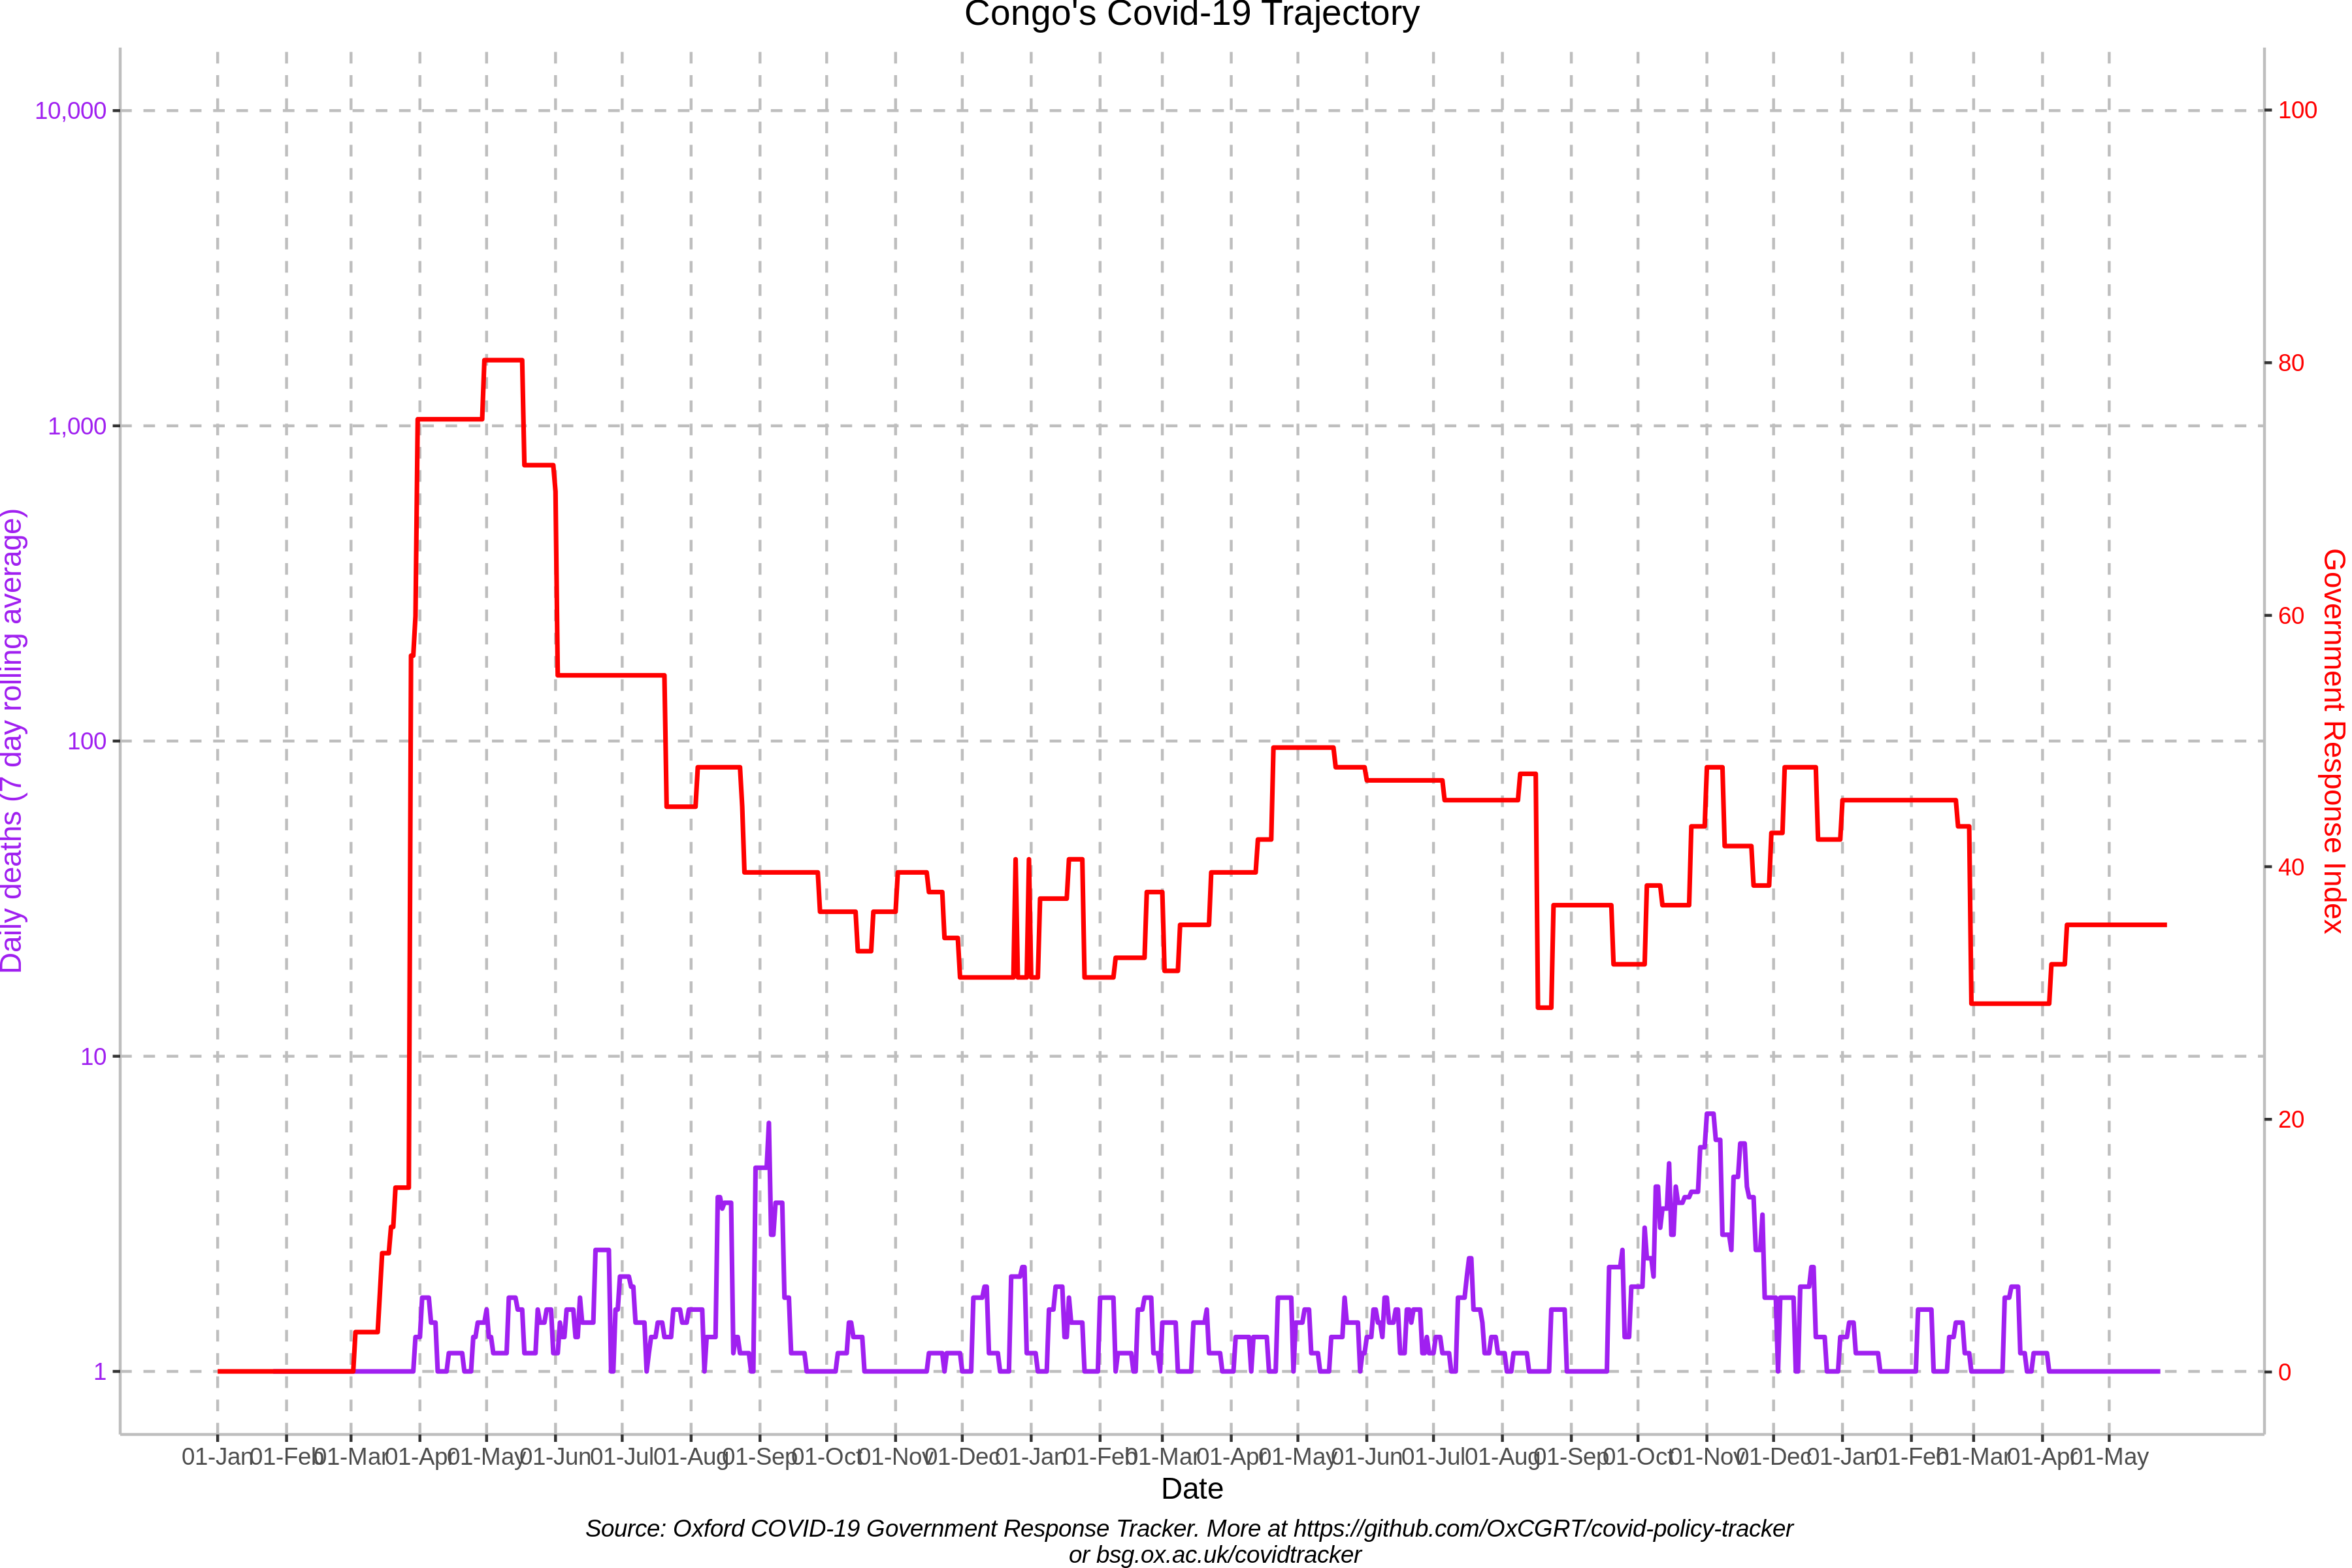 Congo's Covid-19 Trajectory
10,000
1,000
100
10
1
Daily deaths (7 day rolling average)
100
80
60
40
20
0
Government Response Index
01-Jan 01-Feb 01-Mar 01-Apr 01-May 01-Jun 01-Jul 01-Aug 01-Sep 01-Oct 01-Nov 01-Dec 01-Jan 01-Feb 01-Mar 01-Apr 01-May 01-Jun 01-Jul 01-Aug 01-Sep 01-Oct 01-Nov 01-Dec 01-Jan 01-Feb 01-Mar 01-Apr 01-May
Date
Source: Oxford COVID-19 Government Response Tracker. More at https://github.com/OxCGRT/covid-policy-tracker
or bsg.ox.ac.uk/covidtracker